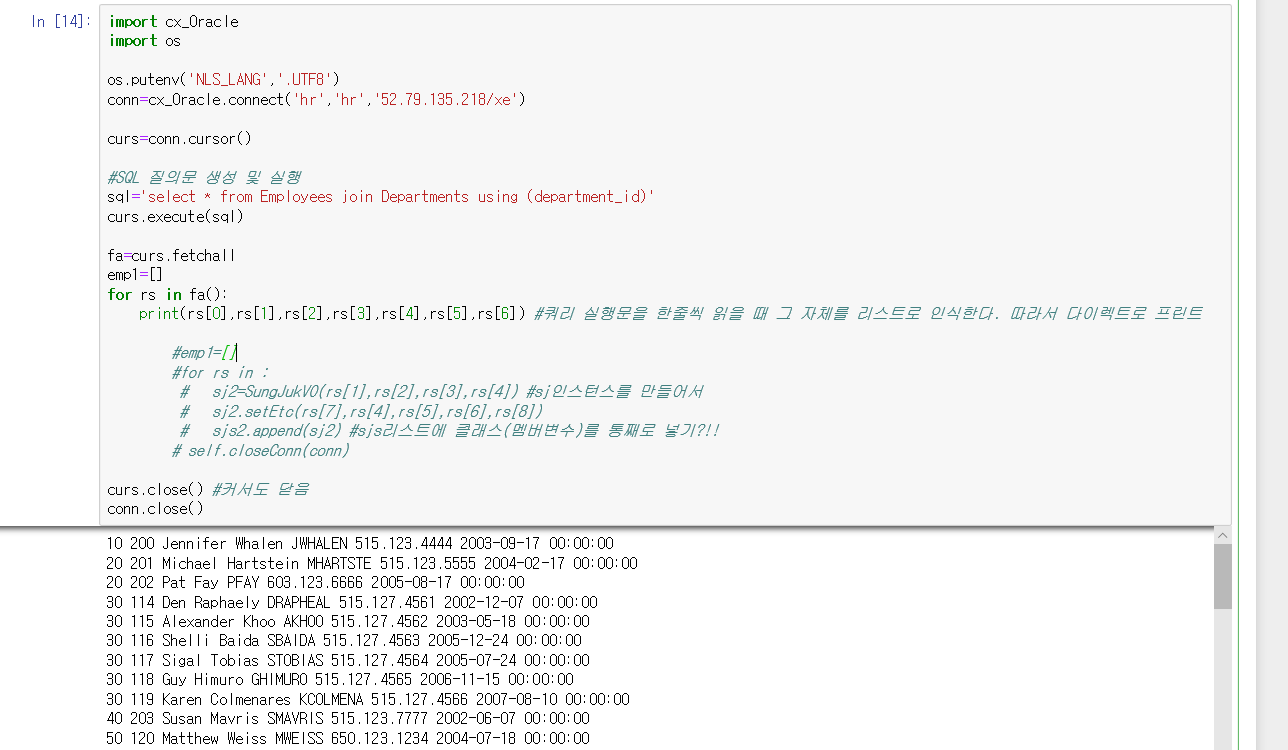 In [14]:
import cx_Oracle
import os
os.putenv('NLS_LANG','.UTF8')
conn=cx_Oracle.connect('hr','hr','52.79.135.218/xe')
curs=conn.cursor()
#SQL 질의문 생성 및 실행
sql='select * from Employees join Departments using (department_id)'
curs.execute(sql)
fa=curs.fetchall
emp1=[]
for rs in fa():
print(rs[0],rs[1],rs[2],rs[3],rs[4],rs[5],rs[6]) #쿼리 실행문을 한줄씩 읽을 때 그 자체를 리스트로 인식한다. 따라서 다이렉트로 프린트
#emp1=[]
#for rs in :
# sj2=SungJukVO(rs[1],rs[2],rs[3],rs[4]) #sj인스턴스를 만들어서
# sj2.setEtc(rs[7],rs[4],rs[5],rs[6],rs[8])
# sjs2.append(sj2) #sjs리스트에 클래스(멤버변수)를 통째로 넣기?!!
# self.closeConn(conn)
curs.close() #커서도 닫음
conn.close()
10 200 Jennifer Whalen JWHALEN 515.123.4444 2003-09-17 00:00:00
20 201 Michael Hartstein MHARTSTE 515.123.5555 2004-02-17 00:00:00
20 202 Pat Fay PFAY 603.123.6666 2005-08-17 00:00:00
30 114 Den Raphaely DRAPHEAL 515.127.4561 2002-12-07 00:00:00
30 115 Alexander Khoo AKHOO 515.127.4562 2003-05-18 00:00:00
30 116 Shelli Baida SBAIDA 515.127.4563 2005-12-24 00:00:00
30 117 Sigal Tobias STOBIAS 515.127.4564 2005-07-24 00:00:00
30 118 Guy Himuro GHIMURO 515.127.4565 2006-11-15 00:00:00
30 119 Karen Colmenares KCOLMENA 515.127.4566 2007-08-10 00:00:00
40 203 Susan Mavris SMAVRIS 515.123.7777 2002-06-07 00:00:00
50 120 Matthew Weiss MWEISS 650.123.1234 2004-07-18 00:00:00